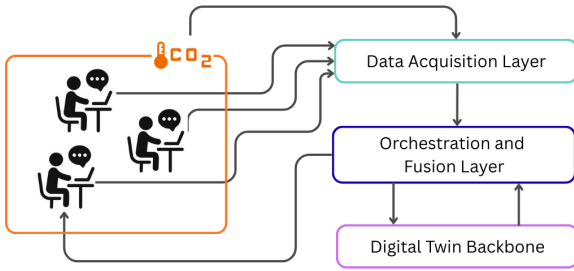 CO2
Data Acquisition Layer
Orchestration and
Fusion Layer
Digital Twin Backbone